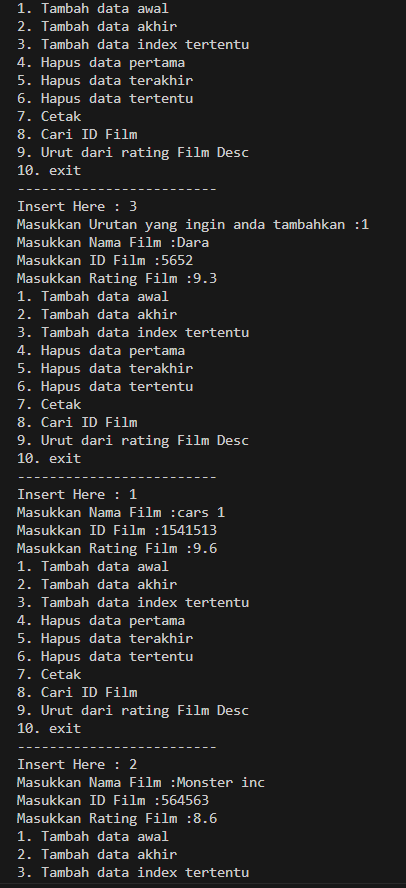 1. Tambah data awal
2. Tambah data akhir
3. Tambah data index tertentu
4. Hapus data pertama
5. Hapus data terakhir
6. Hapus data tertentu
7. Cetak
8. Cari ID Film
9. Urut dari rating Film Desc
10. exit
-------------------------
Insert Here : 3
Masukkan Urutan yang ingin anda tambahkan :1
Masukkan Nama Film :Dara
Masukkan ID Film :5652
Masukkan Rating Film :9.3
1. Tambah data awal
2. Tambah data akhir
3. Tambah data index tertentu
4. Hapus data pertama
5. Hapus data terakhir
6. Hapus data tertentu
7. Cetak
8. Cari ID Film
9. Urut dari rating Film Desc
10. exit
-------------------------
Insert Here : 1
Masukkan Nama Film :cars 1
Masukkan ID Film :1541513
Masukkan Rating Film :9.6
1. Tambah data awal
2. Tambah data akhir
3. Tambah data index tertentu
4. Hapus data pertama
5. Hapus data terakhir
6. Hapus data tertentu
7. Cetak
8. Cari ID Film
9. Urut dari rating Film Desc
10. exit
-------------------------
Insert Here : 2
Masukkan Nama Film :Monster inc
Masukkan ID Film :564563
Masukkan Rating Film :8.6
1. Tambah data awal
2. Tambah data akhir
3. Tambah data index tertentu